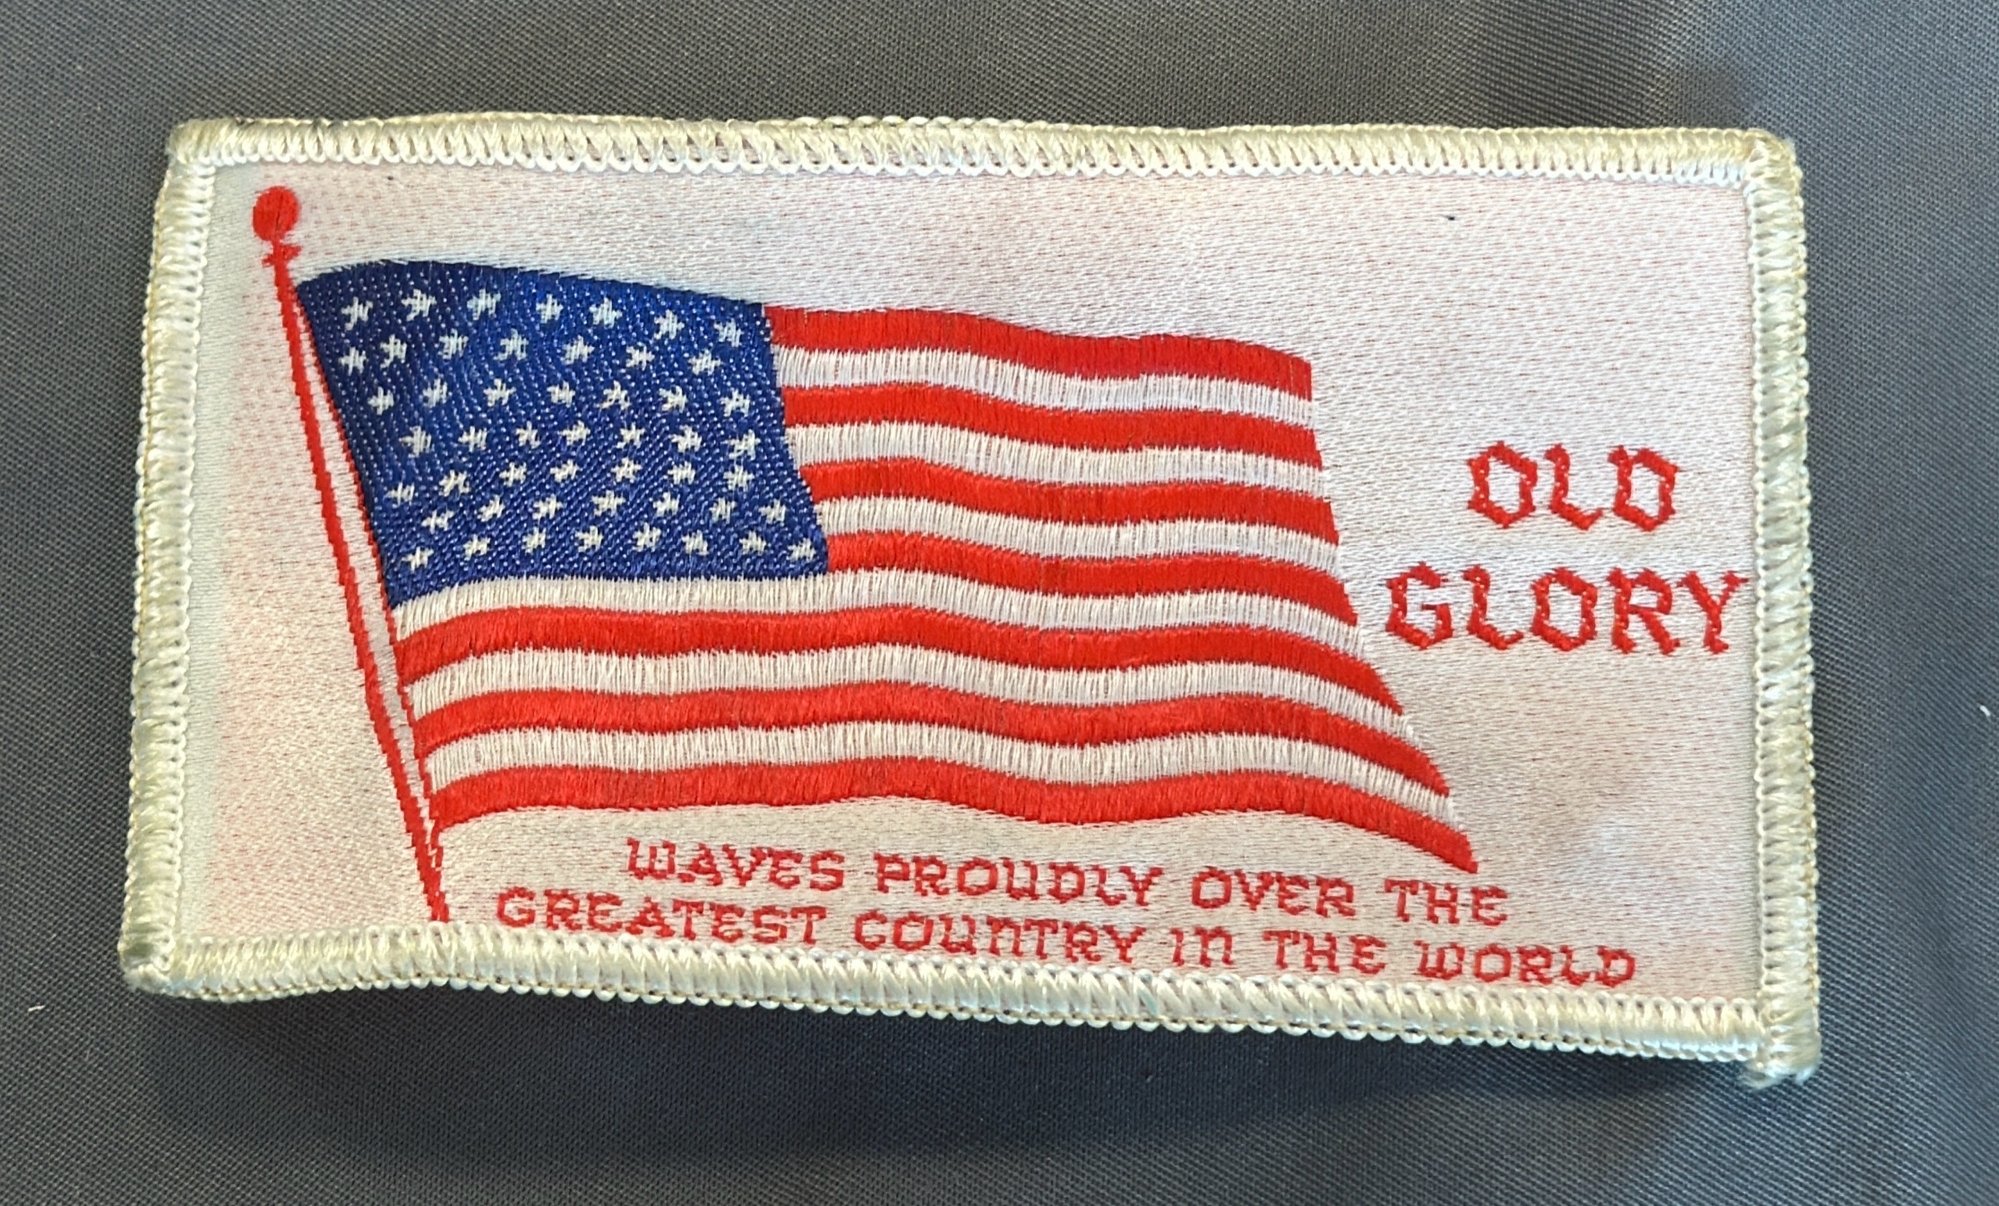 OLD
GLORY
WAVES PROUDLY OVER THE
GREATEST COUNTRY IN THE WORLD